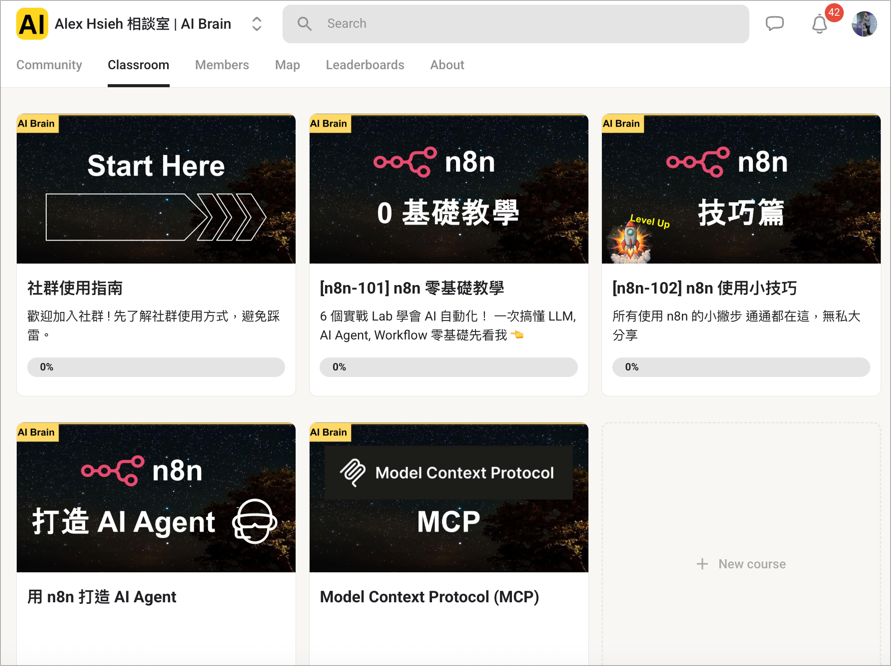 AI Alex Hsieh 相談室 | AI Brain
Search
42
Community Classroom Members Map Leaderboards About
AI Brain
Start Here
社群使用指南
歡迎加入社群 ! 先了解社群使用方式，避免踩
雷。
0%
AI Brain
n8n
0 基礎教學
[n8n-101] n8n 零基礎教學
6 個實戰 Lab 學會 AI 自動化！ 一次搞懂 LLM,
AI Agent, Workflow 零基礎先看我 👈
0%
AI Brain
n8n
技巧篇
Level Up
[n8n-102] n8n 使用小技巧
所有使用 n8n 的小撇步 通通都在這，無私大
分享
0%
AI Brain
n8n
打造 AI Agent
用 n8n 打造 AI Agent
AI Brain
Model Context Protocol
MCP
Model Context Protocol (MCP)
+ New course